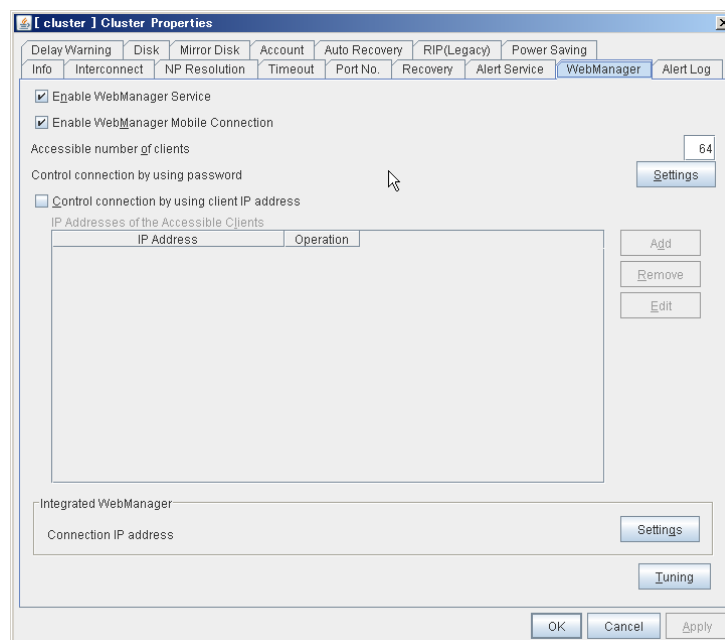 [ cluster ] Cluster Properties
Delay Warning Disk Mirror Disk Account Auto Recovery RIP(Legacy) Power Saving
Info Interconnect NP Resolution Timeout Port No. Recovery Alert Service WebManager Alert Log
Enable WebManager Service
Enable WebManager Mobile Connection
Accessible number of clients 64
Control connection by using password Settings
Control connection by using client IP address
IP Addresses of the Accessible Clients
IP Address Operation
Add
Remove
Edit
Integrated WebManager
Connection IP address Settings
Tuning
OK Cancel Apply